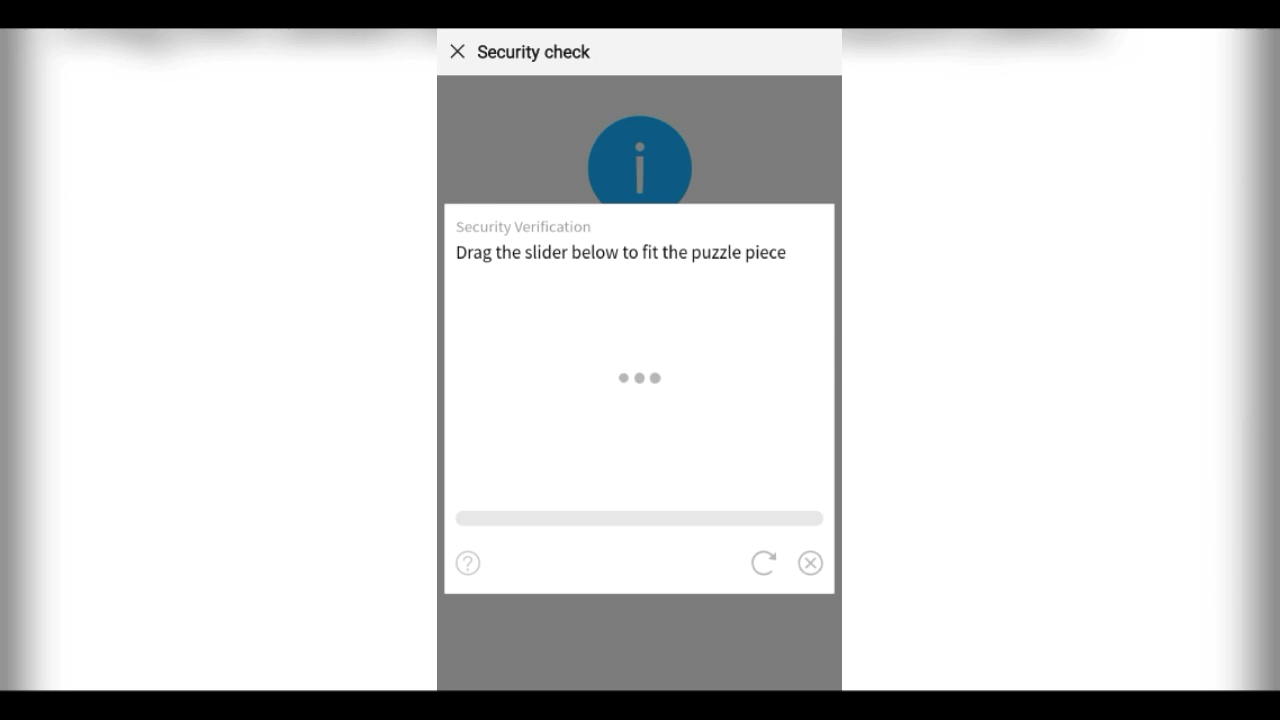 Security check
i
Security Verification
Drag the slider below to fit the puzzle piece
?